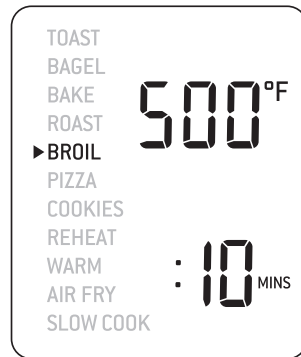 TOAST
BAGEL
BAKE
ROAST
▶BROIL
PIZZA
COOKIES
REHEAT
WARM
AIR FRY
SLOW COOK
500°F
:10 MINS